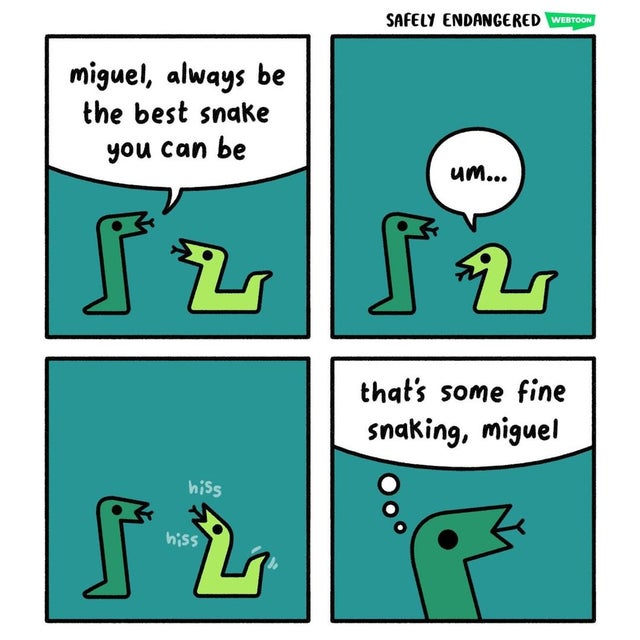 SAFELY ENDANGERED WEBTOON
miguel, always be
the best snake
you can be
um...
hiss
hiss
that's some fine
snaking, miguel